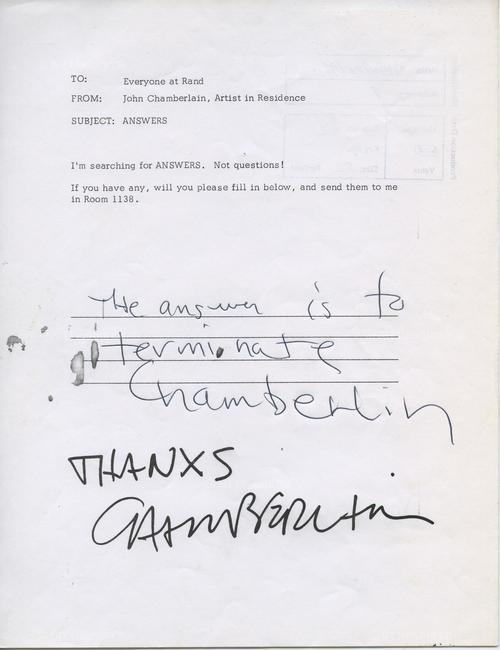 TO: Everyone at Rand
FROM: John Chamberlain, Artist in Residence
SUBJECT: ANSWERS
I'm searching for ANSWERS. Not questions!
If you have any, will you please fill in below, and send them to me
in Room 1138.
The answer is to
terminate
Chamberlin
THANXS
CHAMBERLAIN